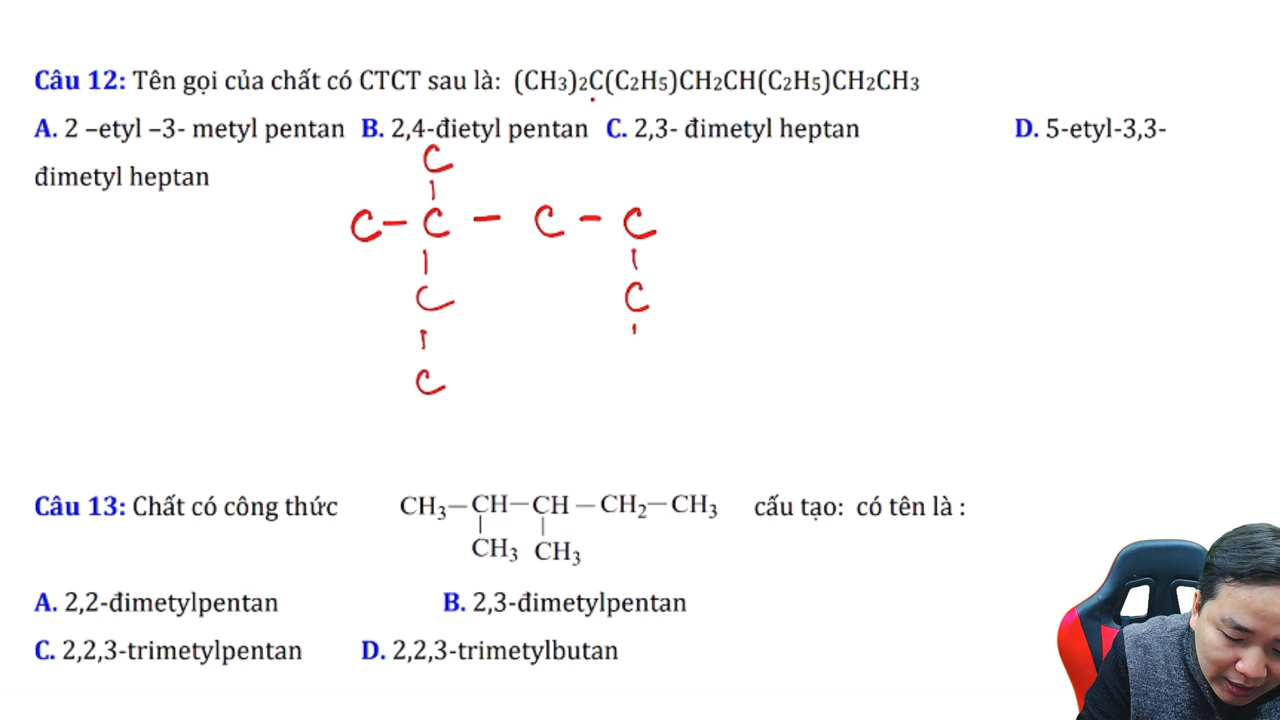 Câu 12: Tên gọi của chất có CTCT sau là: (CH3)2C(C2H5)CH2CH(C2H5)CH2CH3
A. 2 –etyl –3- metyl pentan B. 2,4-đietyl pentan C. 2,3- đimetyl heptan D. 5-etyl-3,3-
đimetyl heptan
C
C – C – C – C
C C
C
Câu 13: Chất có công thức CH₃–CH–CH–CH₂–CH₃ cấu tạo: có tên là :
CH₃ CH₃
A. 2,2-đimetylpentan B. 2,3-đimetylpentan
C. 2,2,3-trimetylpentan D. 2,2,3-trimetylbutan